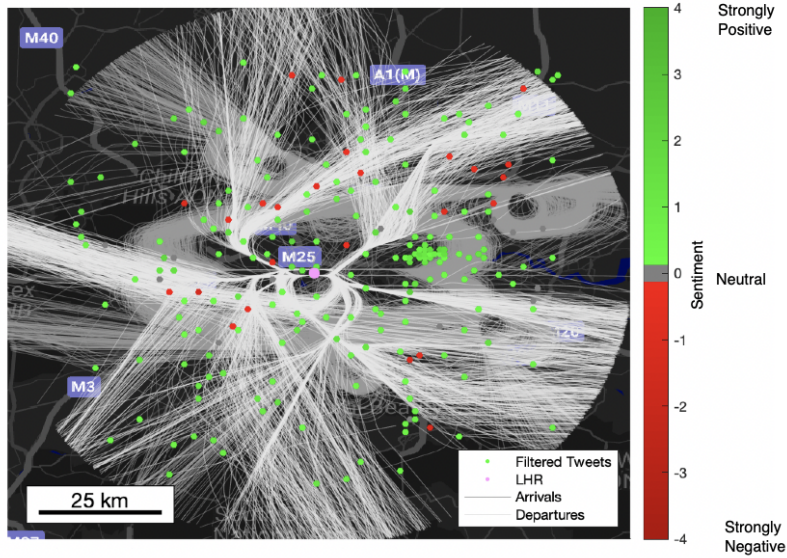 M40
A1(M)
M25
M3
25 km
Filtered Tweets
LHR
Arrivals
Departures
4
3
2
1
0
-1
-2
-3
-4
Sentiment
Strongly
Positive
Neutral
Strongly
Negative